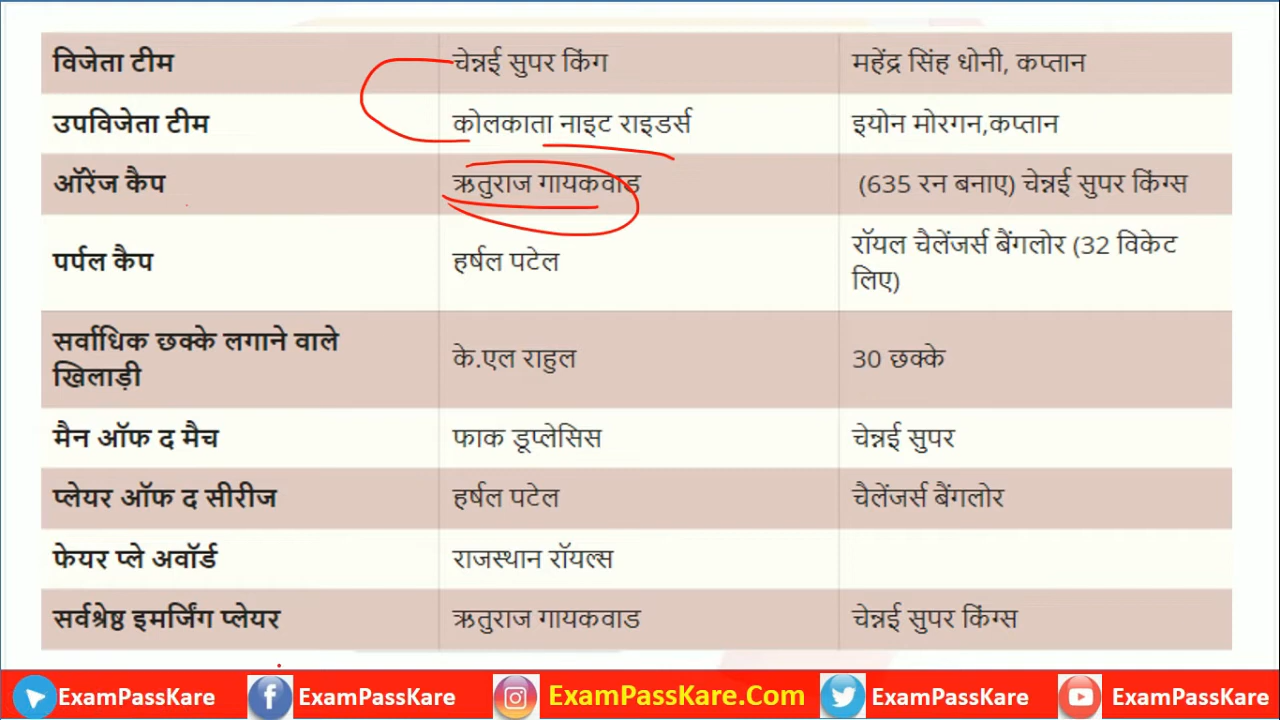 विजेता टीम चेन्नई सुपर किंग महेंद्र सिंह धोनी, कप्तान
उपविजेता टीम कोलकाता नाइट राइडर्स इयोन मोरगन,कप्तान
ऑरेंज कैप ऋतुराज गायकवाड (635 रन बनाए) चेन्नई सुपर किंग्स
पर्पल कैप हर्षल पटेल रॉयल चैलेंजर्स बैंगलोर (32 विकेट
लिए)
सर्वाधिक छक्के लगाने वाले
खिलाड़ी के.एल राहुल 30 छक्के
मैन ऑफ द मैच फाक डूप्लेसिस चेन्नई सुपर
प्लेयर ऑफ द सीरीज हर्षल पटेल चैलेंजर्स बैंगलोर
फेयर प्ले अवॉर्ड राजस्थान रॉयल्स
सर्वश्रेष्ठ इमर्जिंग प्लेयर ऋतुराज गायकवाड चेन्नई सुपर किंग्स
ExamPassKare ExamPassKare ExamPassKare.Com ExamPassKare ExamPassKare